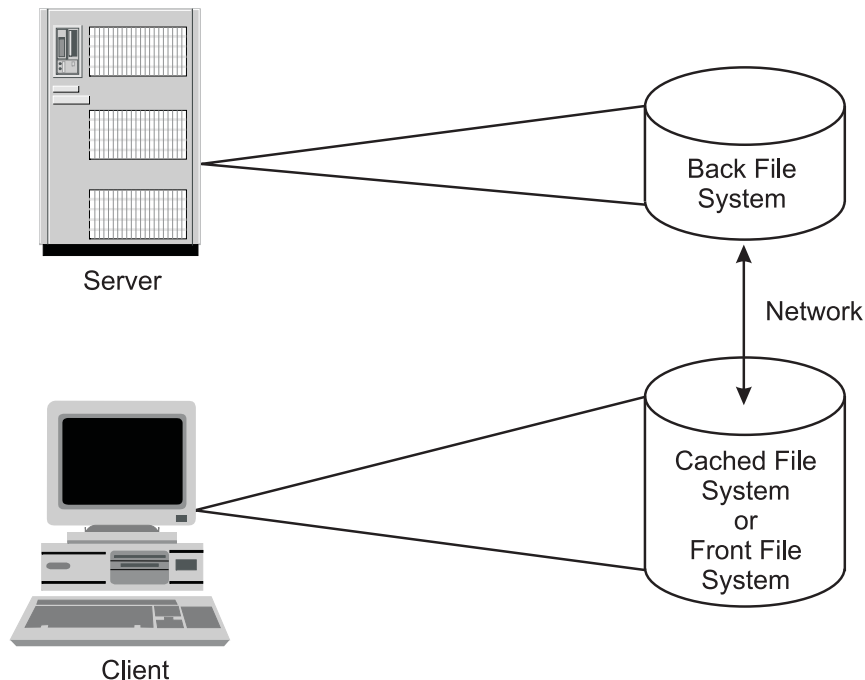 Back File
System
Server
Network
Cached File
System
or
Front File
System
Client